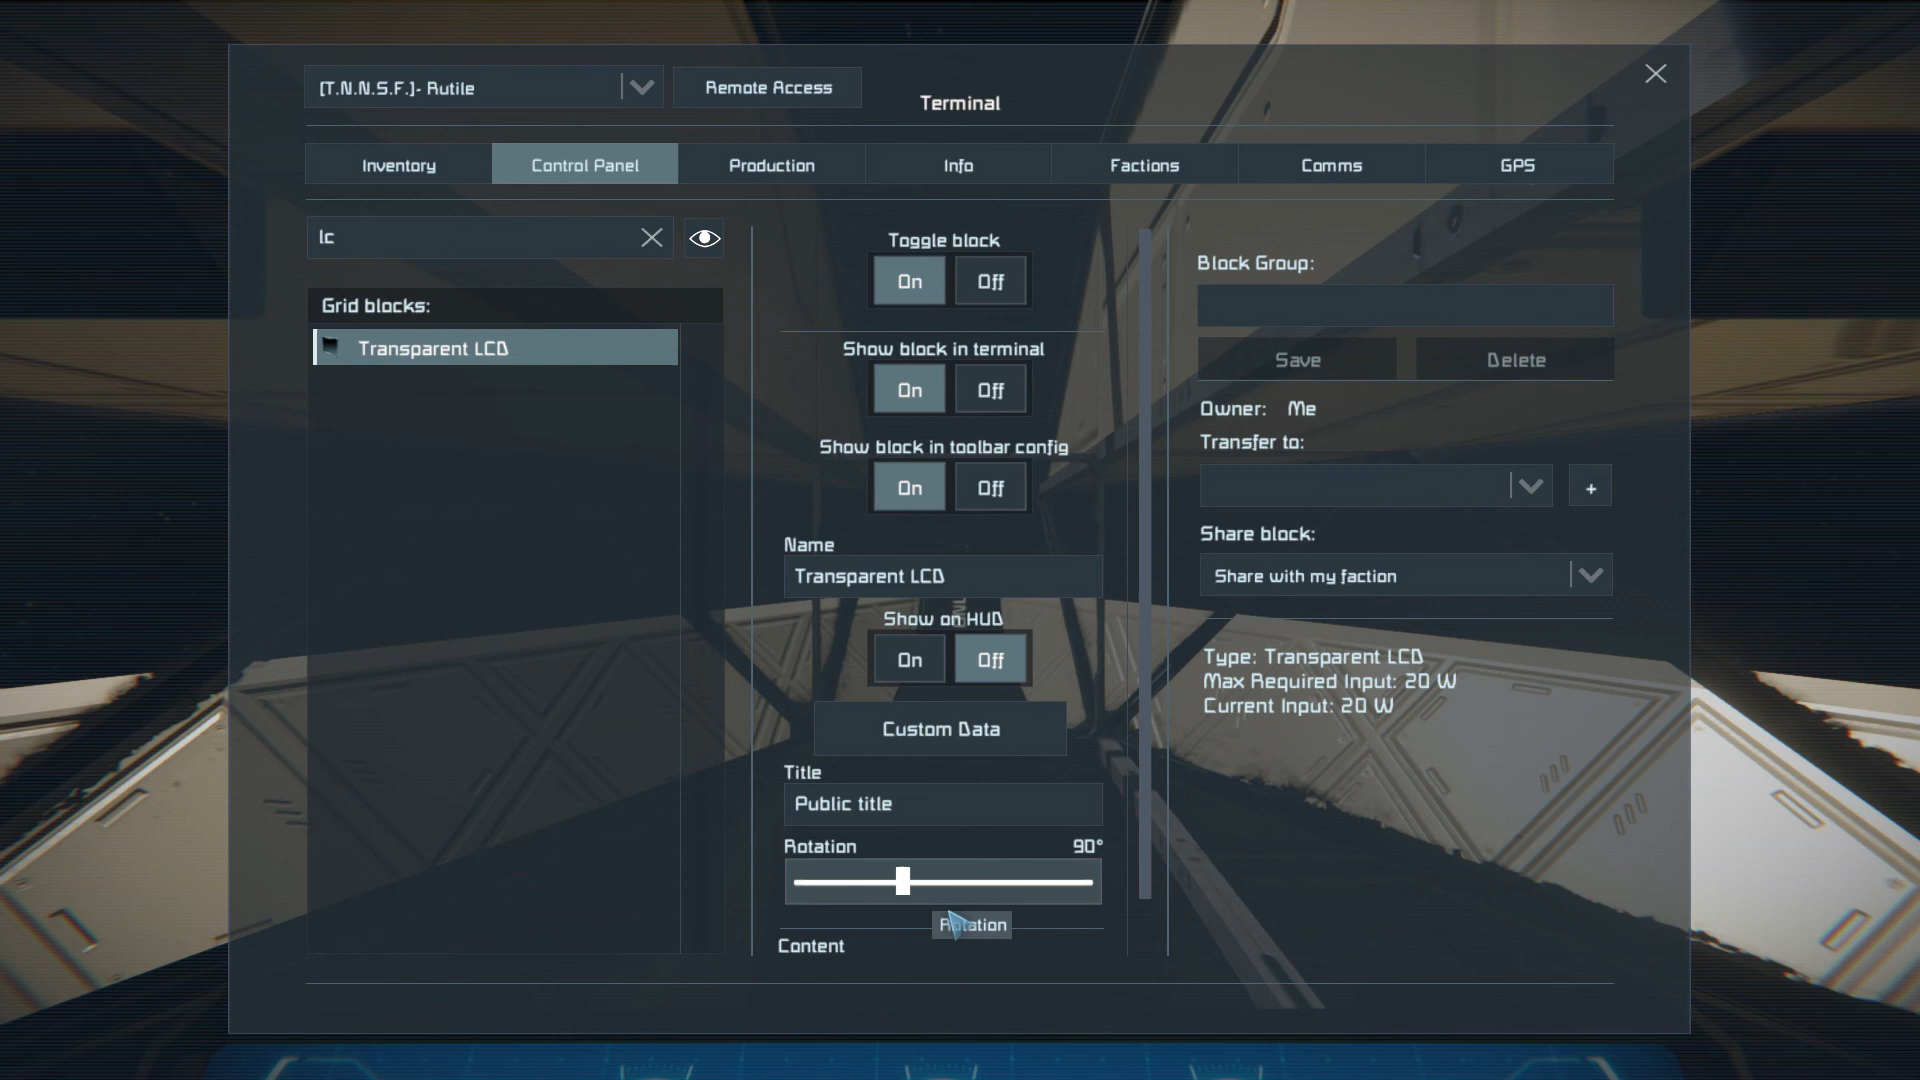 [T.N.N.S.F.]- Rutile
Remote Access
Terminal
Inventory
Control Panel
Production
Info
Factions
Comms
GPS
lc
Grid blocks:
Transparent LCD
Toggle block
On
Off
Show block in terminal
On
Off
Show block in toolbar config
On
Off
Name
Transparent LCD
Show on HUD
On
Off
Custom Data
Title
Public title
Rotation
90°
Rotation
Content
Block Group:
Save
Delete
Owner: Me
Transfer to:
+
Share block:
Share with my faction
Type: Transparent LCD
Max Required Input: 20 W
Current Input: 20 W